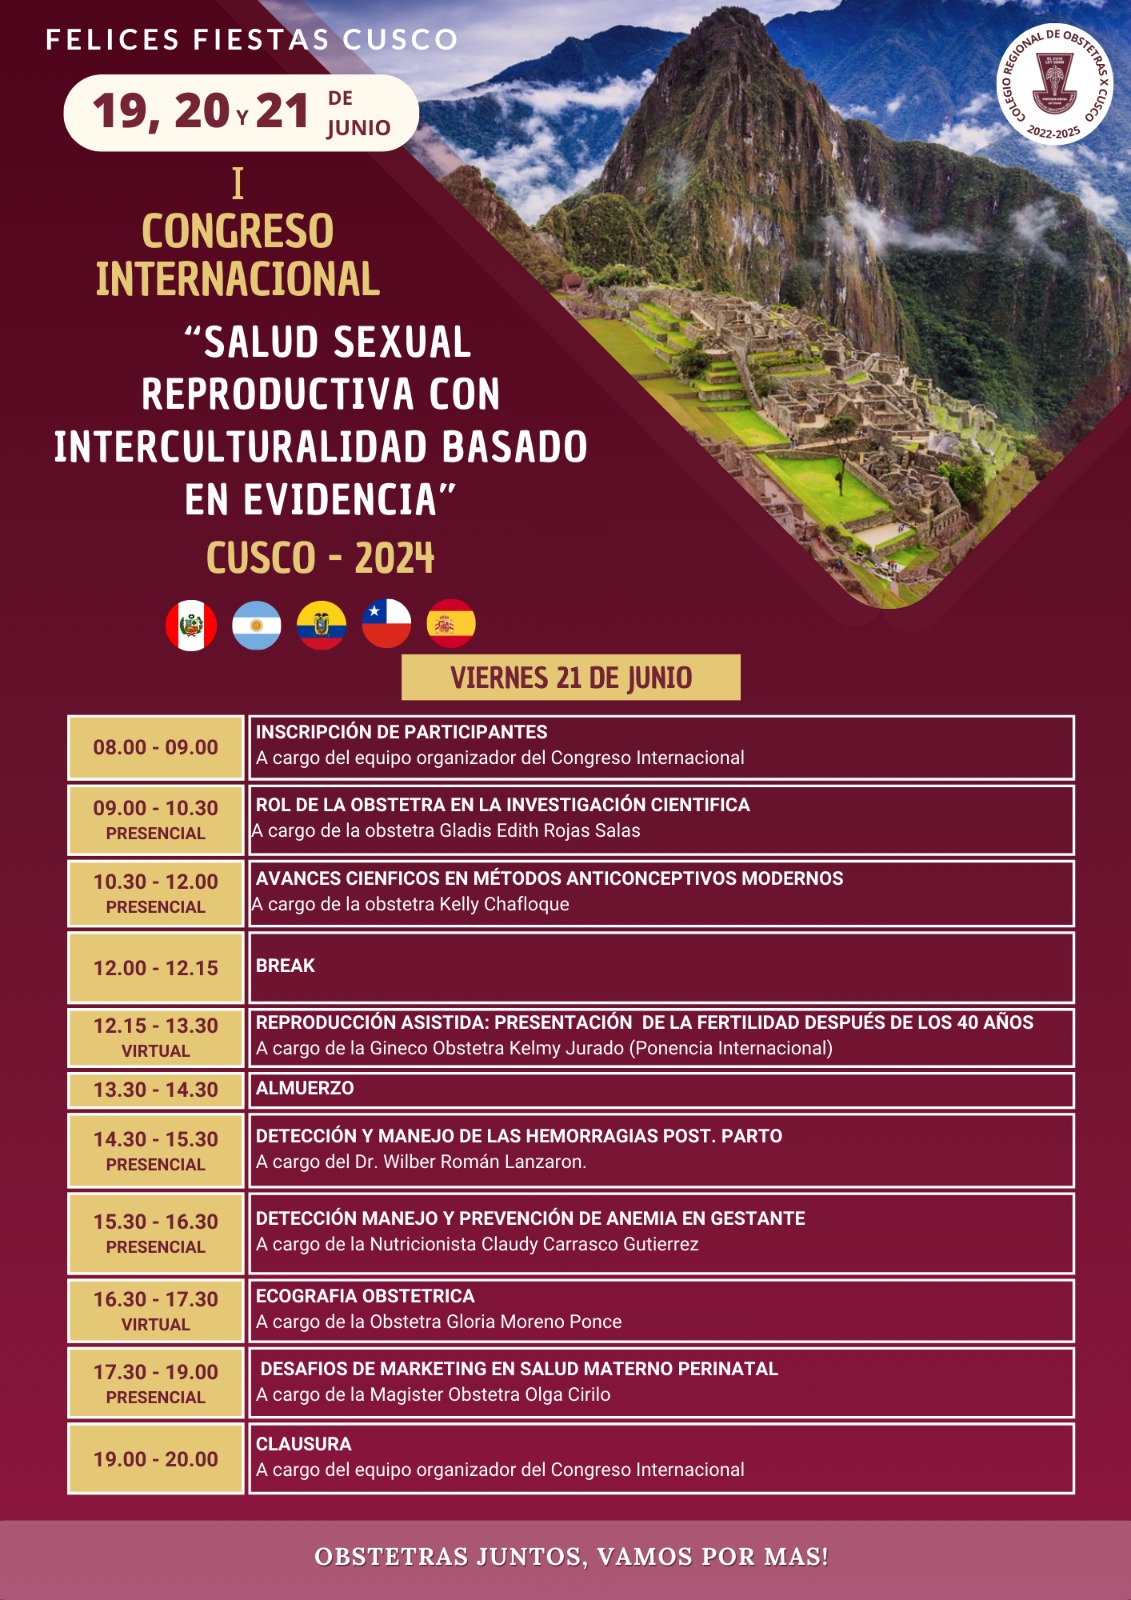 FELICES FIESTAS CUSCO
19, 20 Y 21 DE JUNIO
COLEGIO REGIONAL DE OBSTETRAS X CUSCO
2022-2025
I
CONGRESO
INTERNACIONAL
“SALUD SEXUAL
REPRODUCTIVA CON
INTERCULTURALIDAD BASADO
EN EVIDENCIA”
CUSCO - 2024
VIERNES 21 DE JUNIO
08.00 - 09.00
INSCRIPCIÓN DE PARTICIPANTES
A cargo del equipo organizador del Congreso Internacional
09.00 - 10.30
PRESENCIAL
ROL DE LA OBSTETRA EN LA INVESTIGACIÓN CIENTIFICA
A cargo de la obstetra Gladis Edith Rojas Salas
10.30 - 12.00
PRESENCIAL
AVANCES CIENFICOS EN MÉTODOS ANTICONCEPTIVOS MODERNOS
A cargo de la obstetra Kelly Chafloque
12.00 - 12.15
BREAK
12.15 - 13.30
VIRTUAL
REPRODUCCIÓN ASISTIDA: PRESENTACIÓN  DE LA FERTILIDAD DESPUÉS DE LOS 40 AÑOS
A cargo de la Gineco Obstetra Kelmy Jurado (Ponencia Internacional)
13.30 - 14.30
ALMUERZO
14.30 - 15.30
PRESENCIAL
DETECCIÓN Y MANEJO DE LAS HEMORRAGIAS POST. PARTO
A cargo del Dr. Wilber Román Lanzaron.
15.30 - 16.30
PRESENCIAL
DETECCIÓN MANEJO Y PREVENCIÓN DE ANEMIA EN GESTANTE
A cargo de la Nutricionista Claudy Carrasco Gutierrez
16.30 - 17.30
VIRTUAL
ECOGRAFIA OBSTETRICA
A cargo de la Obstetra Gloria Moreno Ponce
17.30 - 19.00
PRESENCIAL
DESAFIOS DE MARKETING EN SALUD MATERNO PERINATAL
A cargo de la Magister Obstetra Olga Cirilo
19.00 - 20.00
CLAUSURA
A cargo del equipo organizador del Congreso Internacional
OBSTETRAS JUNTOS, VAMOS POR MAS!